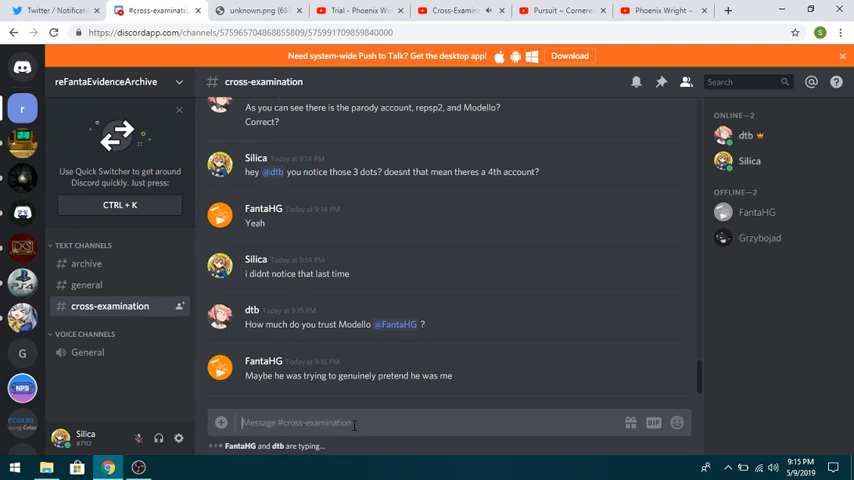 Twitter / Notificat
#cross-examinatio
unknown.png (68
Trial - Phoenix W
Cross-Examin
Pursuit ~ Cornere
Phoenix Wright ~
https://discordapp.com/channels/575965704868855809/575991709859840000
S
Need system-wide Push to Talk? Get the desktop app!
Download
reFantaEvidenceArchive
# cross-examination
Search
Use Quick Switcher to get around
Discord quickly. Just press:
CTRL + K
TEXT CHANNELS
# archive
# general
# cross-examination
VOICE CHANNELS
General
r
G
NPS
Silica
#7112
As you can see there is the parody account, repsp2, and Modello?
Correct?
Silica Today at 9:14 PM
hey @dtb you notice those 3 dots? doesnt that mean theres a 4th account?
FantaHG Today at 9:14 PM
Yeah
Silica Today at 9:14 PM
i didnt notice that last time
dtb Today at 9:15 PM
How much do you trust Modello @FantaHG ?
FantaHG Today at 9:15 PM
Maybe he was trying to genuinely pretend he was me
Message #cross-examination
GIF
FantaHG and dtb are typing...
ONLINE—2
dtb
Silica
OFFLINE—2
FantaHG
Grzybojad
9:15 PM
5/9/2019